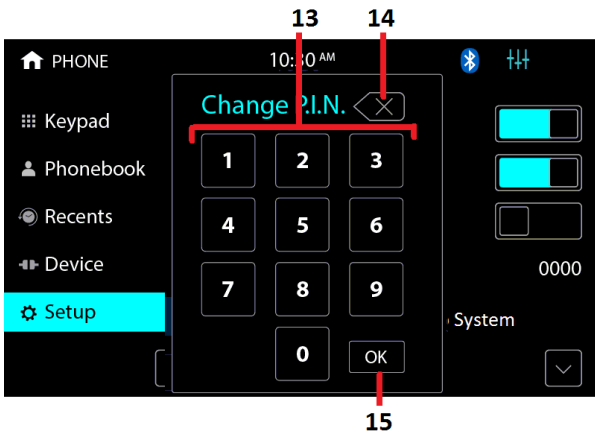 13 14
PHONE 10:30 AM
Change P.I.N.
Keypad
Phonebook
Recents
Device
Setup
1 2 3
4 5 6
7 8 9
0 OK
0000
System
15